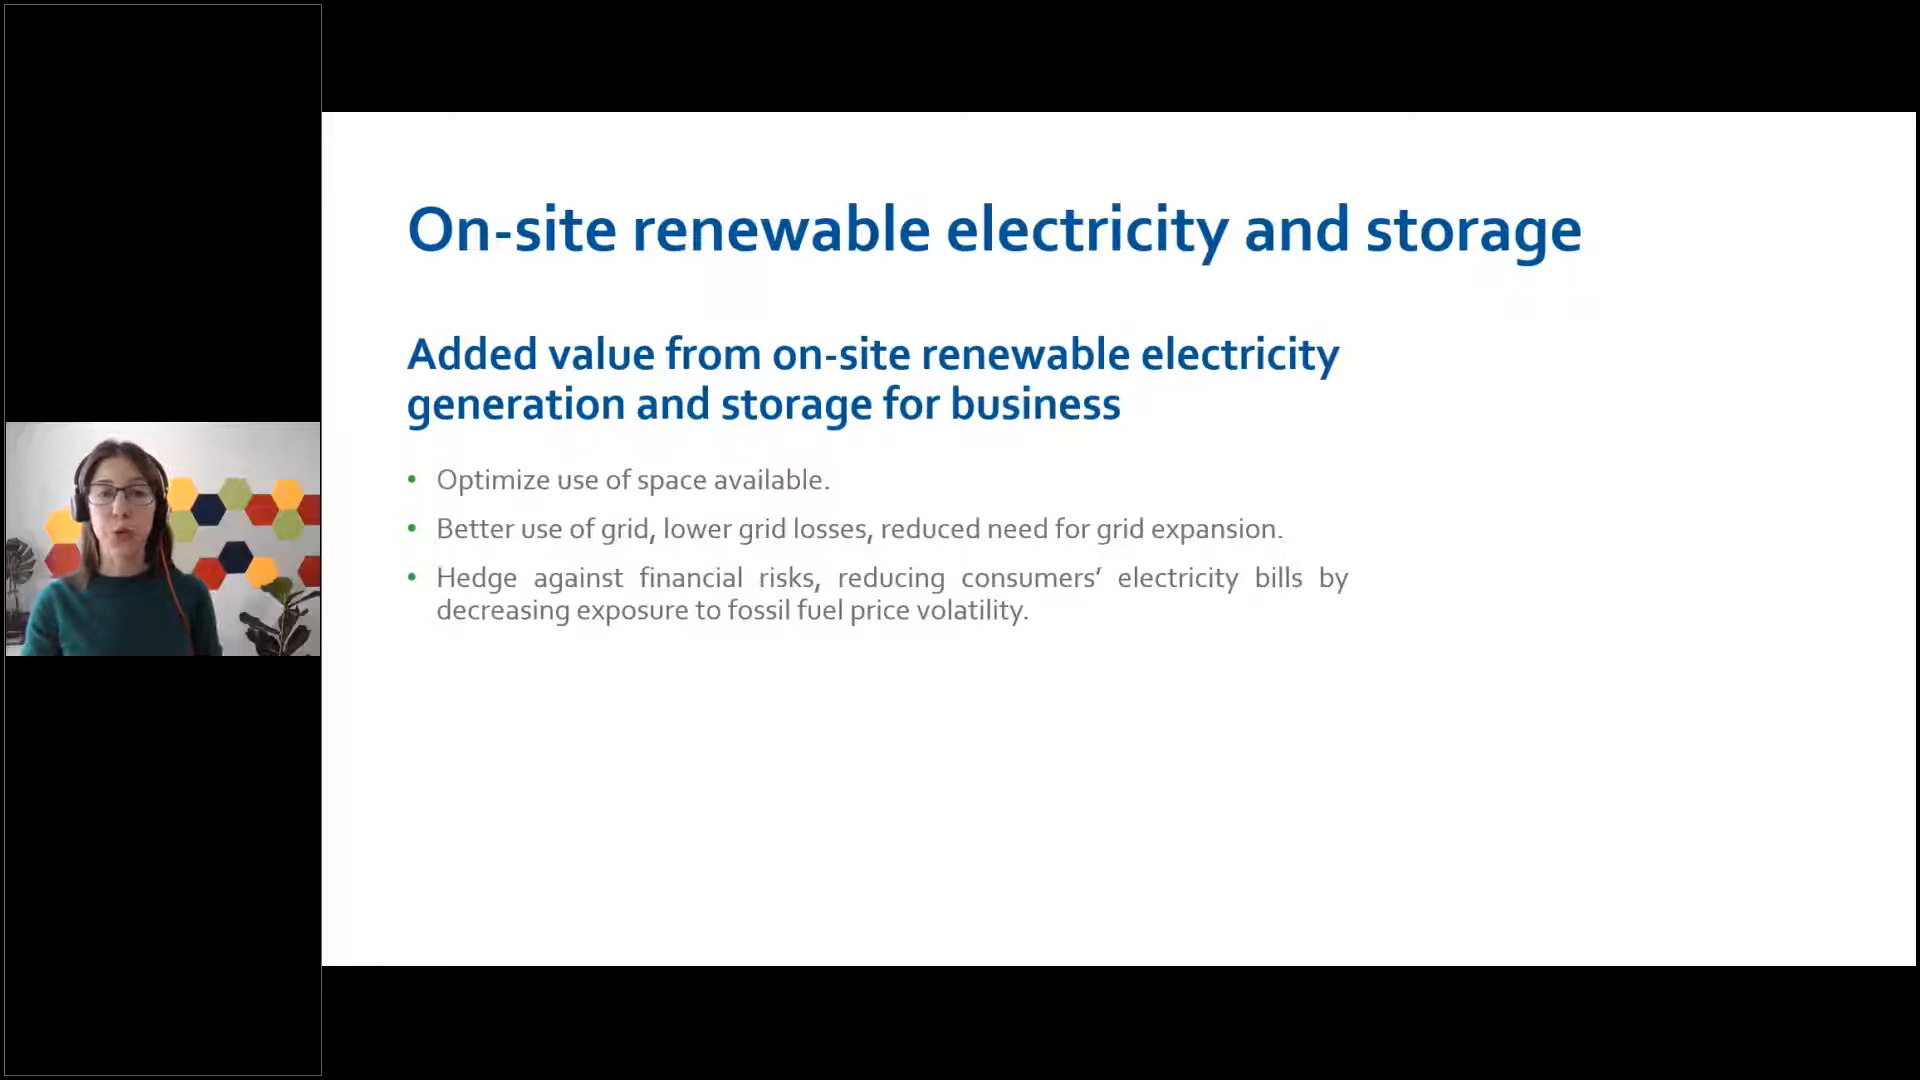 On-site renewable electricity and storage
Added value from on-site renewable electricity
generation and storage for business
• Optimize use of space available.
• Better use of grid, lower grid losses, reduced need for grid expansion.
• Hedge against financial risks, reducing consumers’ electricity bills by
decreasing exposure to fossil fuel price volatility.